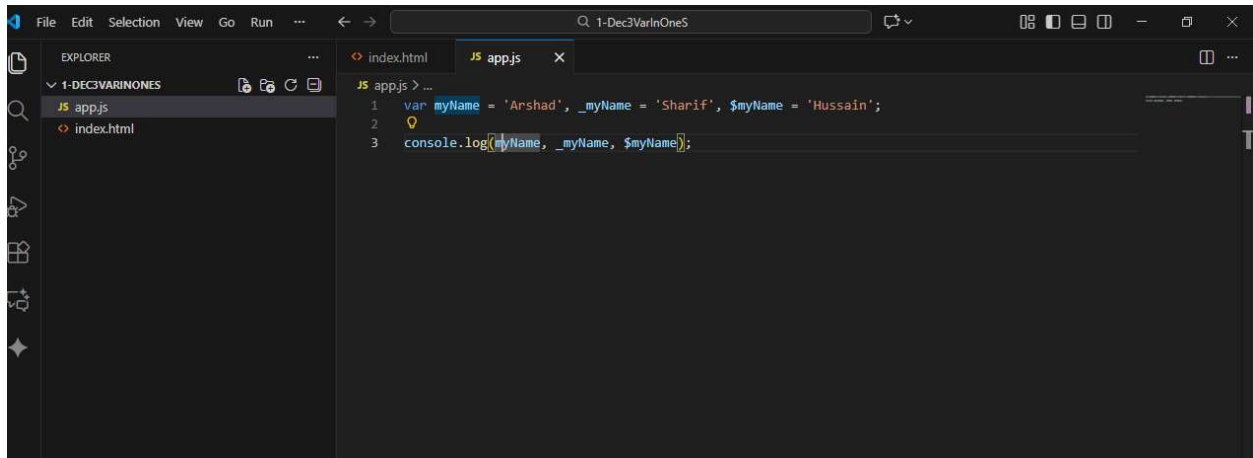 File Edit Selection View Go Run ··· ← → 1-Dec3VarInOneS
EXPLORER ···
index.html JS app.js ×
1-DEC3VARINONES
JS app.js
index.html
JS app.js > ...
1 var myName = 'Arshad', _myName = 'Sharif', $myName = 'Hussain';
2
3 console.log(myName, _myName, $myName);